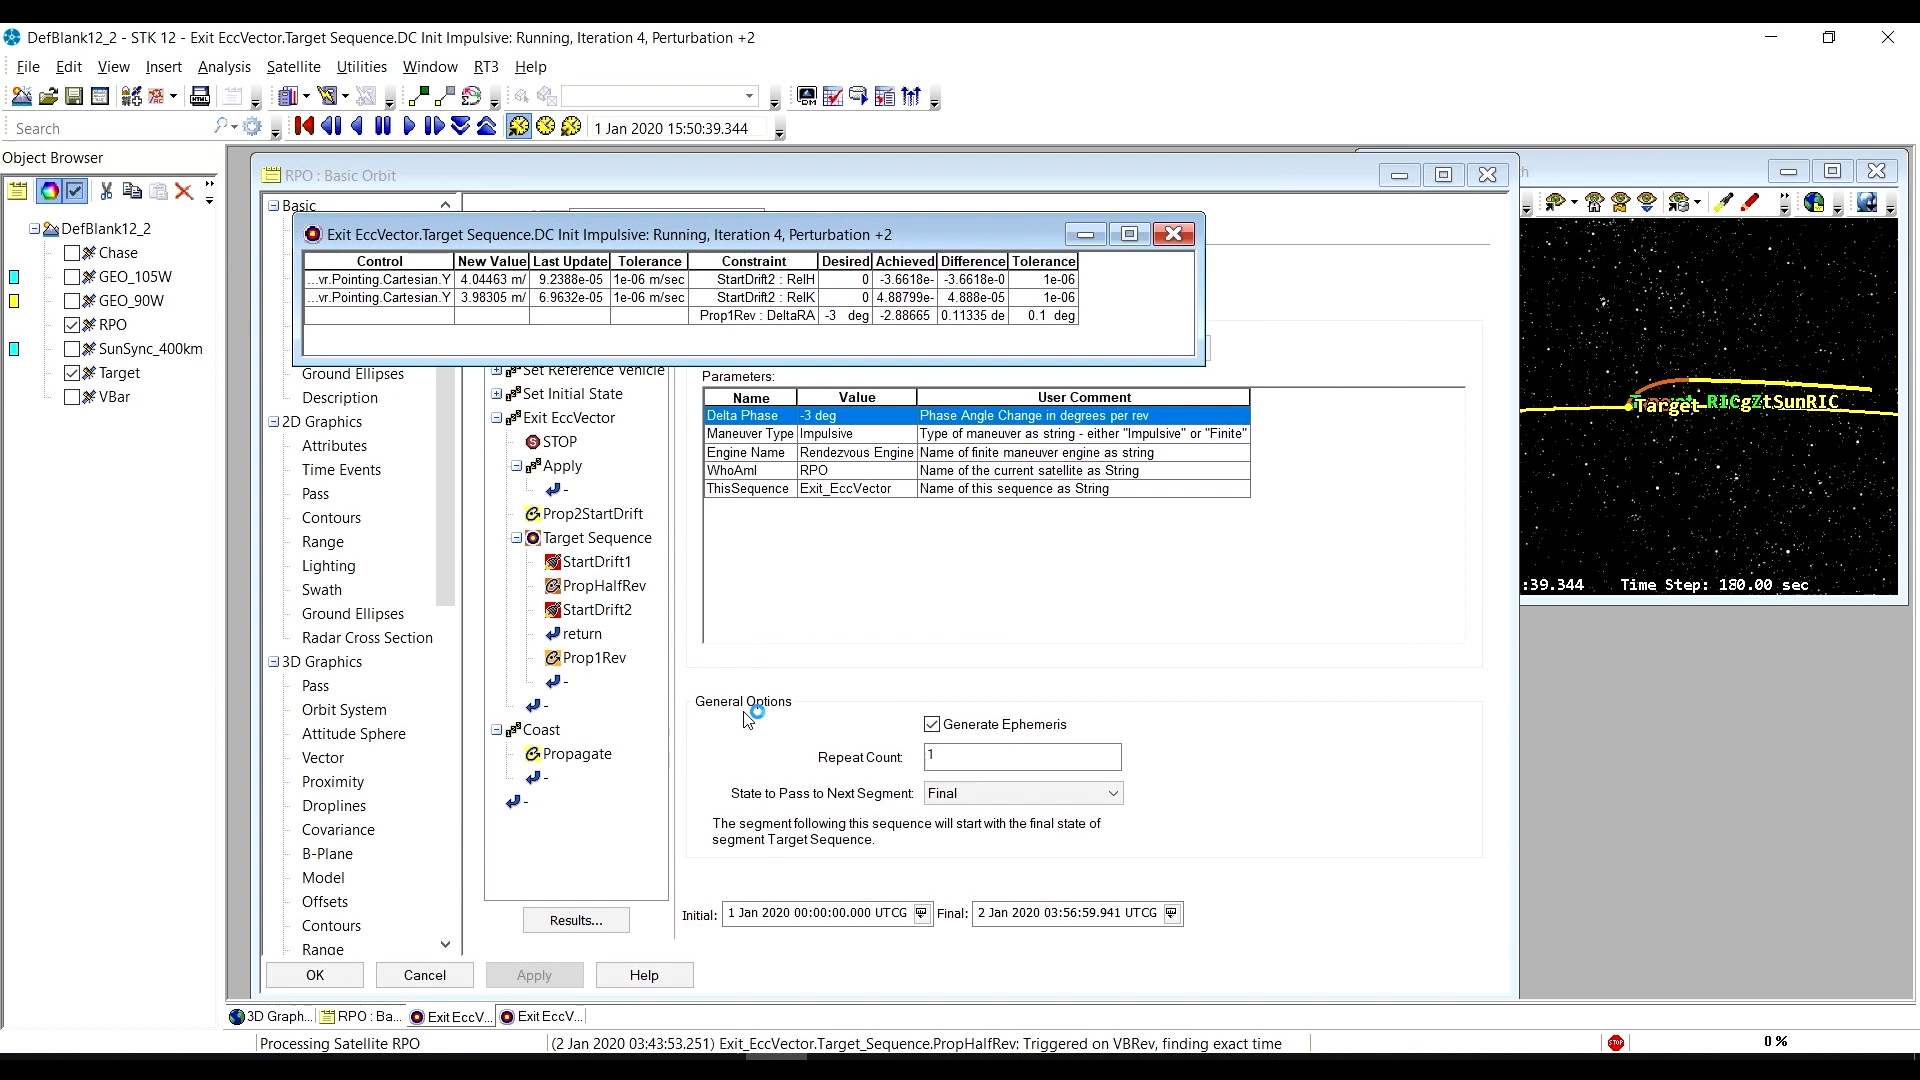 DefBlank12_2 - STK 12 - Exit EccVector.Target Sequence.DC Init Impulsive: Running, Iteration 4, Perturbation +2
File Edit View Insert Analysis Satellite Utilities Window RT3 Help
Search
1 Jan 2020 15:50:39.344
Object Browser
DefBlank12_2
Chase
GEO_105W
GEO_90W
RPO
SunSync_400km
Target
VBar
RPO : Basic Orbit
Basic
Ground Ellipses
Description
2D Graphics
Attributes
Time Events
Pass
Contours
Range
Lighting
Swath
Ground Ellipses
Radar Cross Section
3D Graphics
Pass
Orbit System
Attitude Sphere
Vector
Proximity
Droplines
Covariance
B-Plane
Model
Offsets
Contours
Range
Exit EccVector.Target Sequence.DC Init Impulsive: Running, Iteration 4, Perturbation +2
Control New Value Last Update Tolerance Constraint Desired Achieved Difference Tolerance
...vr.Pointing.Cartesian.Y 4.04463 m/ 9.2388e-05 1e-06 m/sec StartDrift2 : RelH 0 -3.6618e- -3.6618e-0 1e-06
...vr.Pointing.Cartesian.Y 3.98305 m/ 6.9632e-05 1e-06 m/sec StartDrift2 : RelK 0 4.88799e- 4.888e-05 1e-06
Prop1Rev : DeltaRA -3 deg -2.88665 0.11335 de 0.1 deg
Set Reference Vehicle
Set Initial State
Exit EccVector
STOP
Apply
-
Prop2StartDrift
Target Sequence
StartDrift1
PropHalfRev
StartDrift2
return
Prop1Rev
-
-
Coast
Propagate
-
-
Results...
Parameters:
Name Value User Comment
Delta Phase -3 deg Phase Angle Change in degrees per rev
Maneuver Type Impulsive Type of maneuver as string - either "Impulsive" or "Finite"
Engine Name Rendezvous Engine Name of finite maneuver engine as string
WhoAmI RPO Name of the current satellite as String
ThisSequence Exit_EccVector Name of this sequence as String
General Options
Generate Ephemeris
Repeat Count: 1
State to Pass to Next Segment: Final
The segment following this sequence will start with the final state of
segment Target Sequence.
Initial: 1 Jan 2020 00:00:00.000 UTCG Final: 2 Jan 2020 03:56:59.941 UTCG
OK Cancel Apply Help
Target
:39.344 Time Step: 180.00 sec
3D Graph... RPO : Ba... Exit EccV... Exit EccV...
Processing Satellite RPO (2 Jan 2020 03:43:53.251) Exit_EccVector.Target_Sequence.PropHalfRev: Triggered on VBRev, finding exact time STOP 0 %